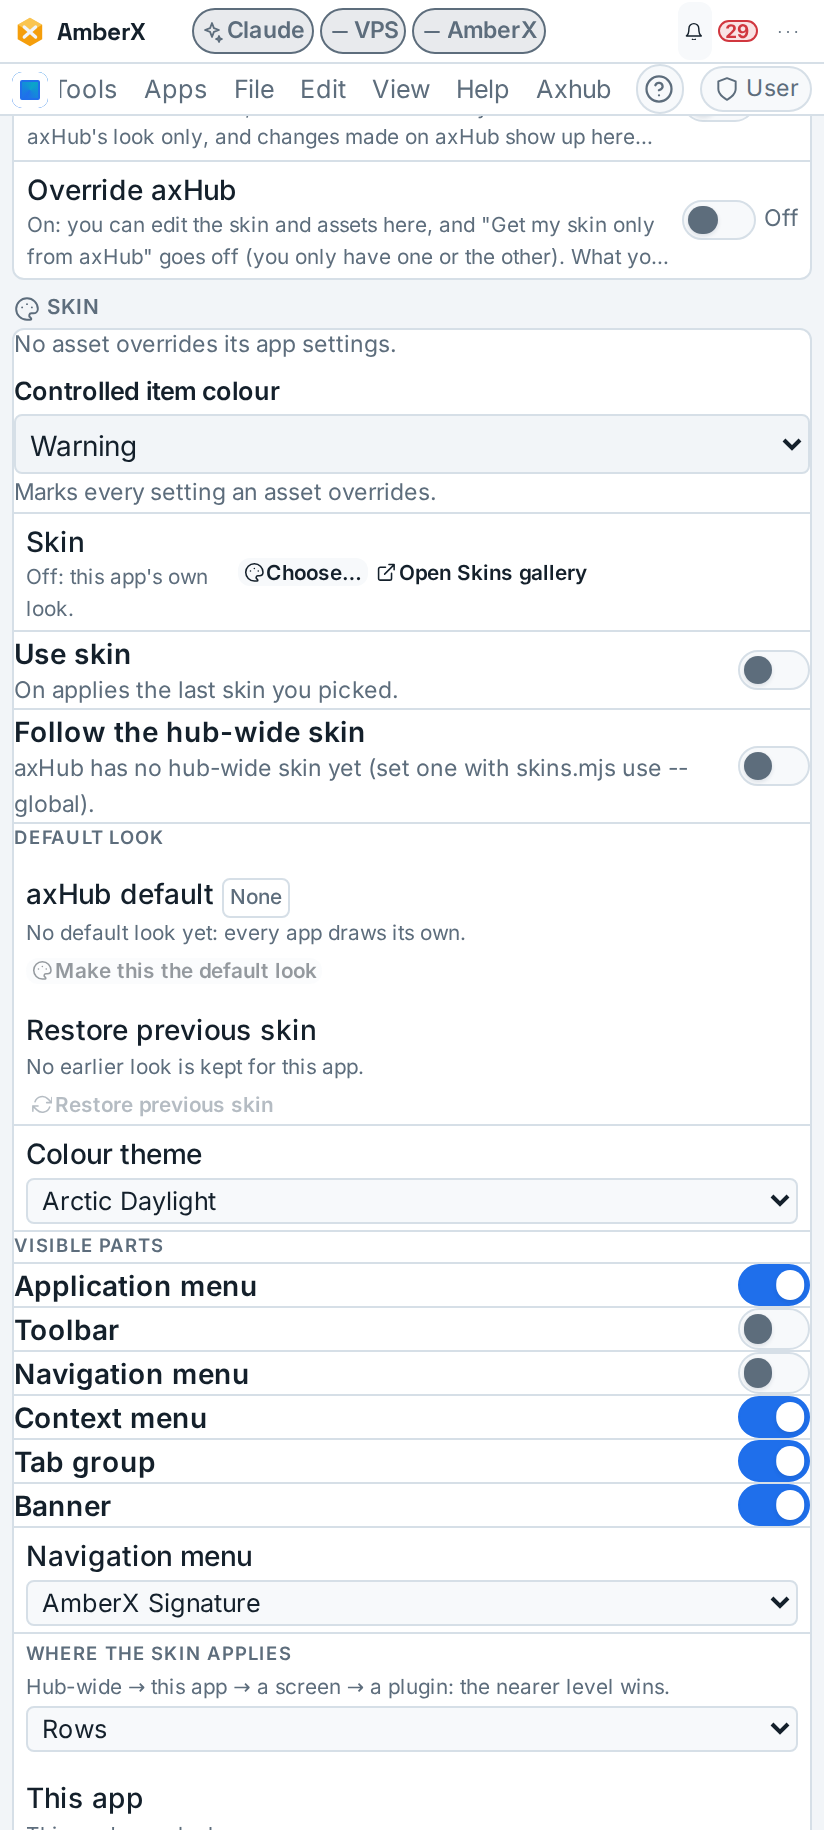 AmberX
Claude
VPS
AmberX
29
Tools
Apps
File
Edit
View
Help
Axhub
User
axHub's look only, and changes made on axHub show up here...
Override axHub
On: you can edit the skin and assets here, and "Get my skin only
from axHub" goes off (you only have one or the other). What yo...
Off
SKIN
No asset overrides its app settings.
Controlled item colour
Warning
Marks every setting an asset overrides.
Skin
Off: this app's own
look.
Choose...
Open Skins gallery
Use skin
On applies the last skin you picked.
Follow the hub-wide skin
axHub has no hub-wide skin yet (set one with skins.mjs use --
global).
DEFAULT LOOK
axHub default
None
No default look yet: every app draws its own.
Make this the default look
Restore previous skin
No earlier look is kept for this app.
Restore previous skin
Colour theme
Arctic Daylight
VISIBLE PARTS
Application menu
Toolbar
Navigation menu
Context menu
Tab group
Banner
Navigation menu
AmberX Signature
WHERE THE SKIN APPLIES
Hub-wide → this app → a screen → a plugin: the nearer level wins.
Rows
This app